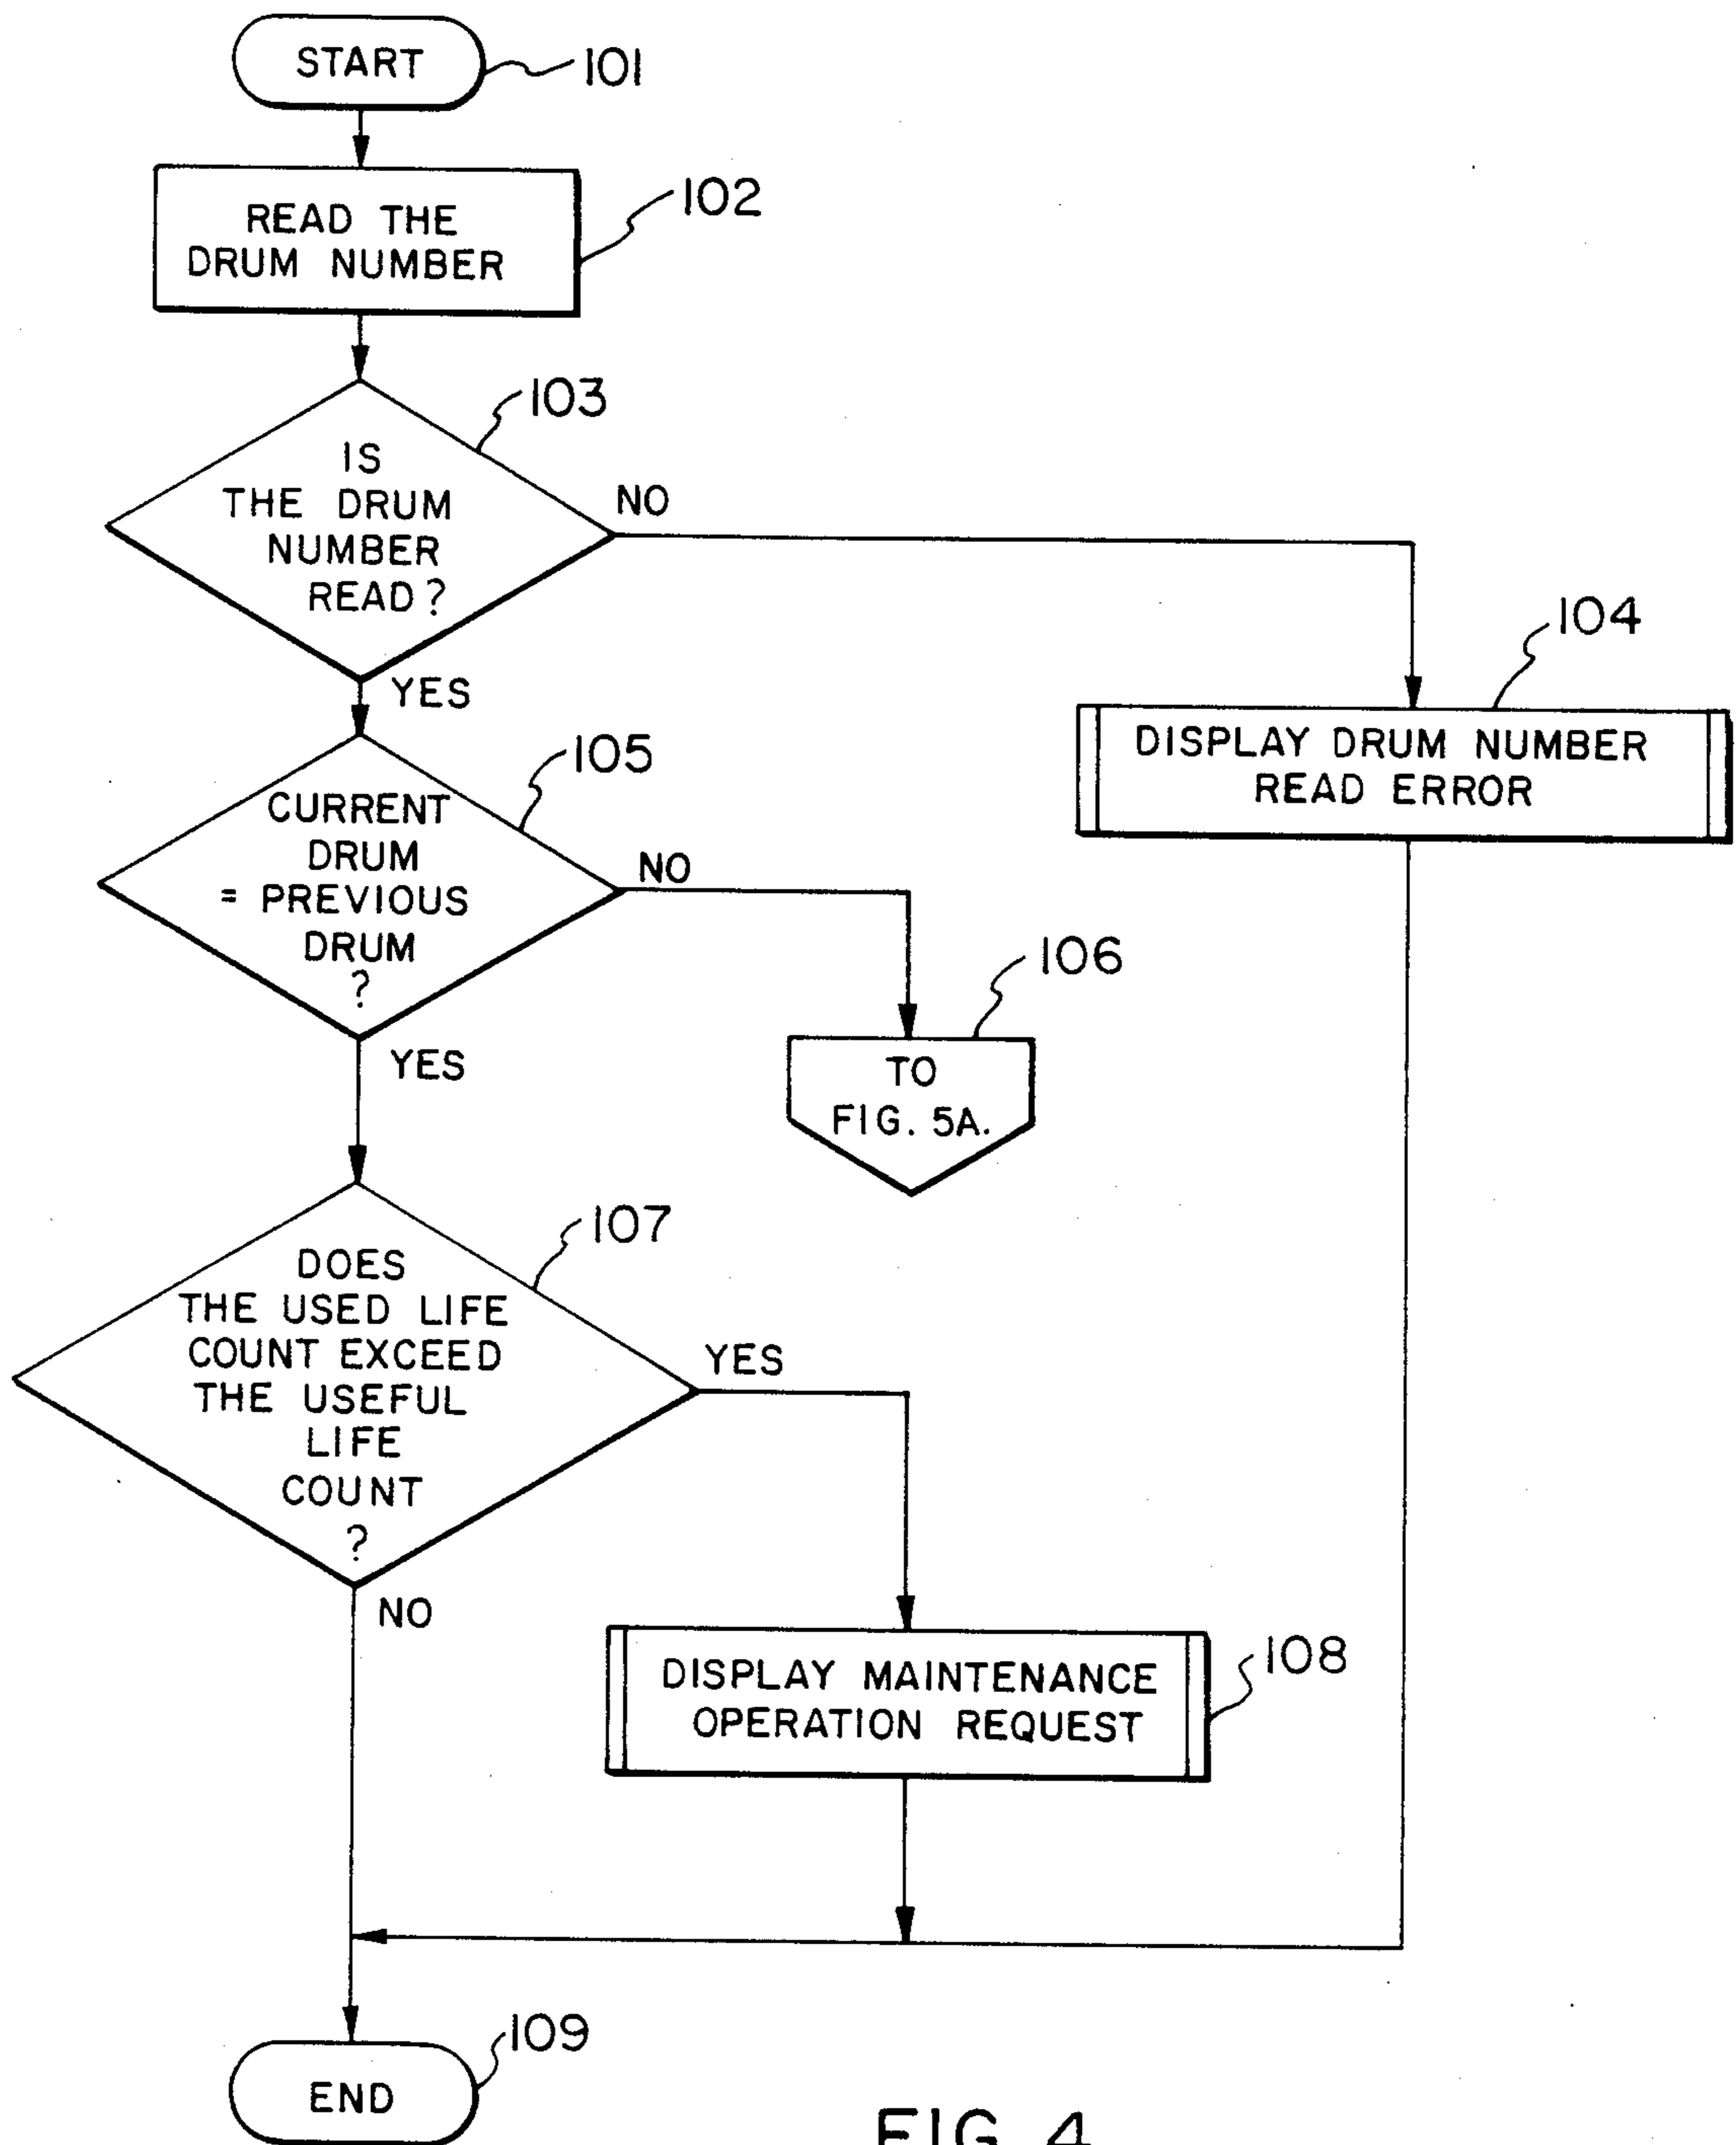 START
101
READ THE
DRUM NUMBER
102
103
IS
THE DRUM
NUMBER
READ?
NO
YES
104
DISPLAY DRUM NUMBER
READ ERROR
105
CURRENT
DRUM
= PREVIOUS
DRUM
?
NO
YES
106
TO
FIG. 5A.
107
DOES
THE USED LIFE
COUNT EXCEED
THE USEFUL
LIFE
COUNT
?
YES
NO
DISPLAY MAINTENANCE
OPERATION REQUEST
108
109
END
FIG. 4